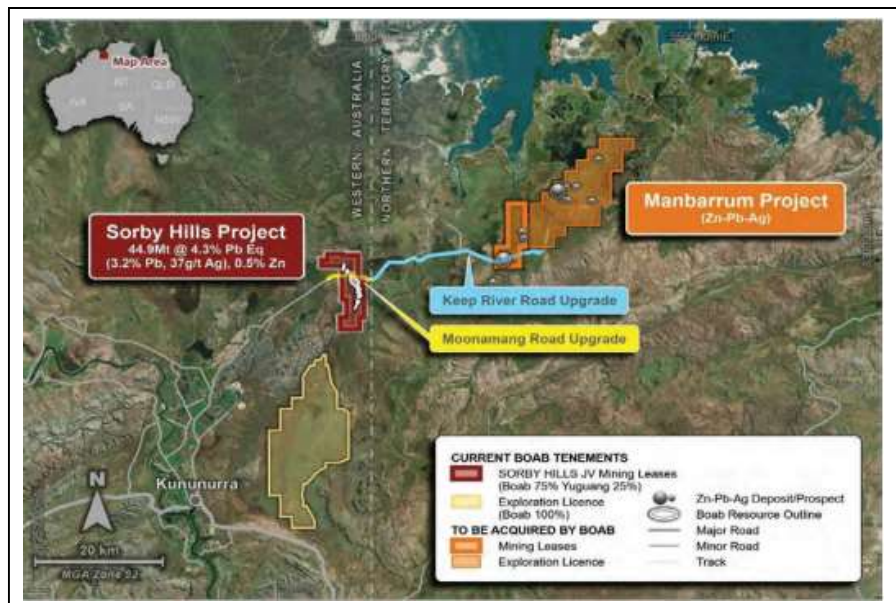 Map Area
WA
NT
SA
QLD
NSW
WESTERN AUSTRALIA
NORTHERN TERRITORY
Manbarrum Project
(Zn-Pb-Ag)
Sorby Hills Project
44.9Mt @ 4.3% Pb Eq
(3.2% Pb, 37g/t Ag), 0.5% Zn
Keep River Road Upgrade
Moonamang Road Upgrade
Kununurra
N
20 km
MGA Zone 52
CURRENT BOAB TENEMENTS
SORBY HILLS JV Mining Leases
(Boab 75% Yuguang 25%)
Exploration Licence
(Boab 100%)
TO BE ACQUIRED BY BOAB
Mining Leases
Exploration Licence
Zn-Pb-Ag Deposit/Prospect
Boab Resource Outline
Major Road
Minor Road
Track